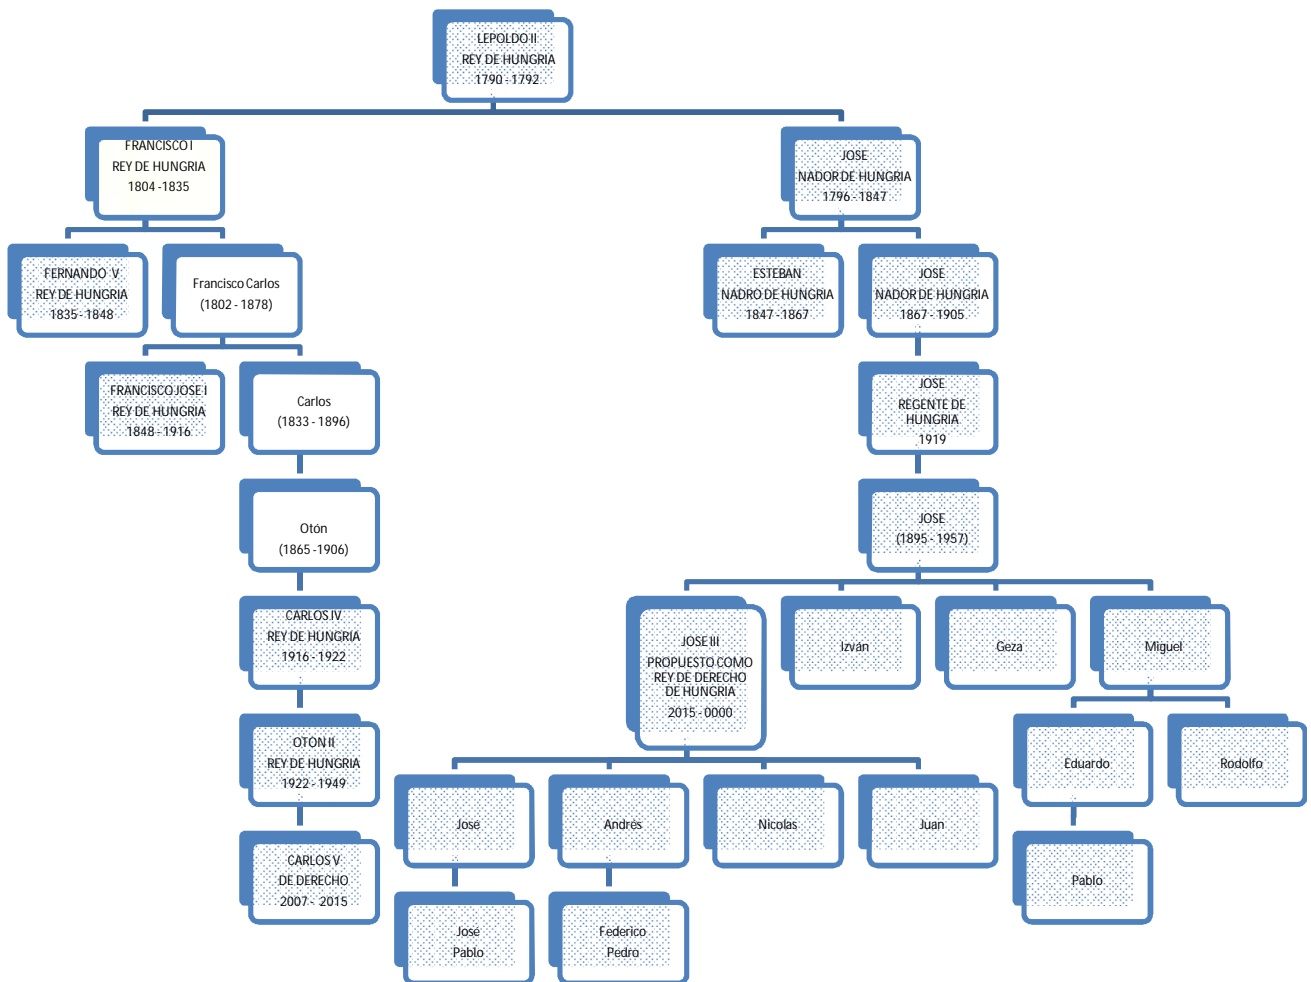 LEPOLDO II
REY DE HUNGRIA
1790 - 1792
FRANCISCO I
REY DE HUNGRIA
1804 -1835
JOSE
NADOR DE HUNGRIA
1796 - 1847
FERNANDO V
REY DE HUNGRIA
1835 - 1848
Francisco Carlos
(1802 - 1878)
ESTEBAN
NADRO DE HUNGRIA
1847 - 1867
JOSE
NADOR DE HUNGRIA
1867 - 1905
FRANCISCO JOSE I
REY DE HUNGRIA
1848 - 1916
Carlos
(1833 - 1896)
JOSE
REGENTE DE
HUNGRIA
1919
Otón
(1865 -1906)
JOSE
(1895 - 1957)
CARLOS IV
REY DE HUNGRIA
1916 - 1922
JOSE III
PROPUESTO COMO
REY DE DERECHO
DE HUNGRIA
2015 - 0000
Izván
Geza
Miguel
OTON II
REY DE HUNGRIA
1922 - 1949
Eduardo
Rodolfo
José
Andrés
Nicolas
Juan
CARLOS V
DE DERECHO
2007 - 2015
Pablo
José
Pablo
Federico
Pedro